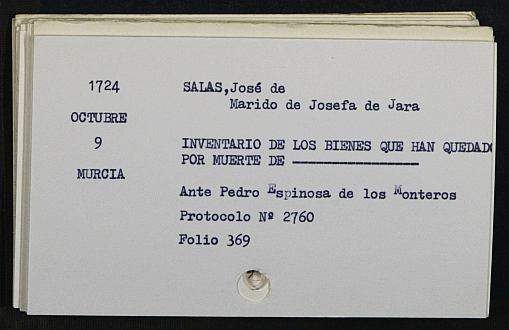 1724
OCTUBRE
9
MURCIA
SALAS,José de
Marido de Josefa de Jara
INVENTARIO DE LOS BIENES QUE HAN QUEDADO
POR MUERTE DE ----------------
Ante Pedro Espinosa de los Monteros
Protocolo Nº 2760
Folio 369